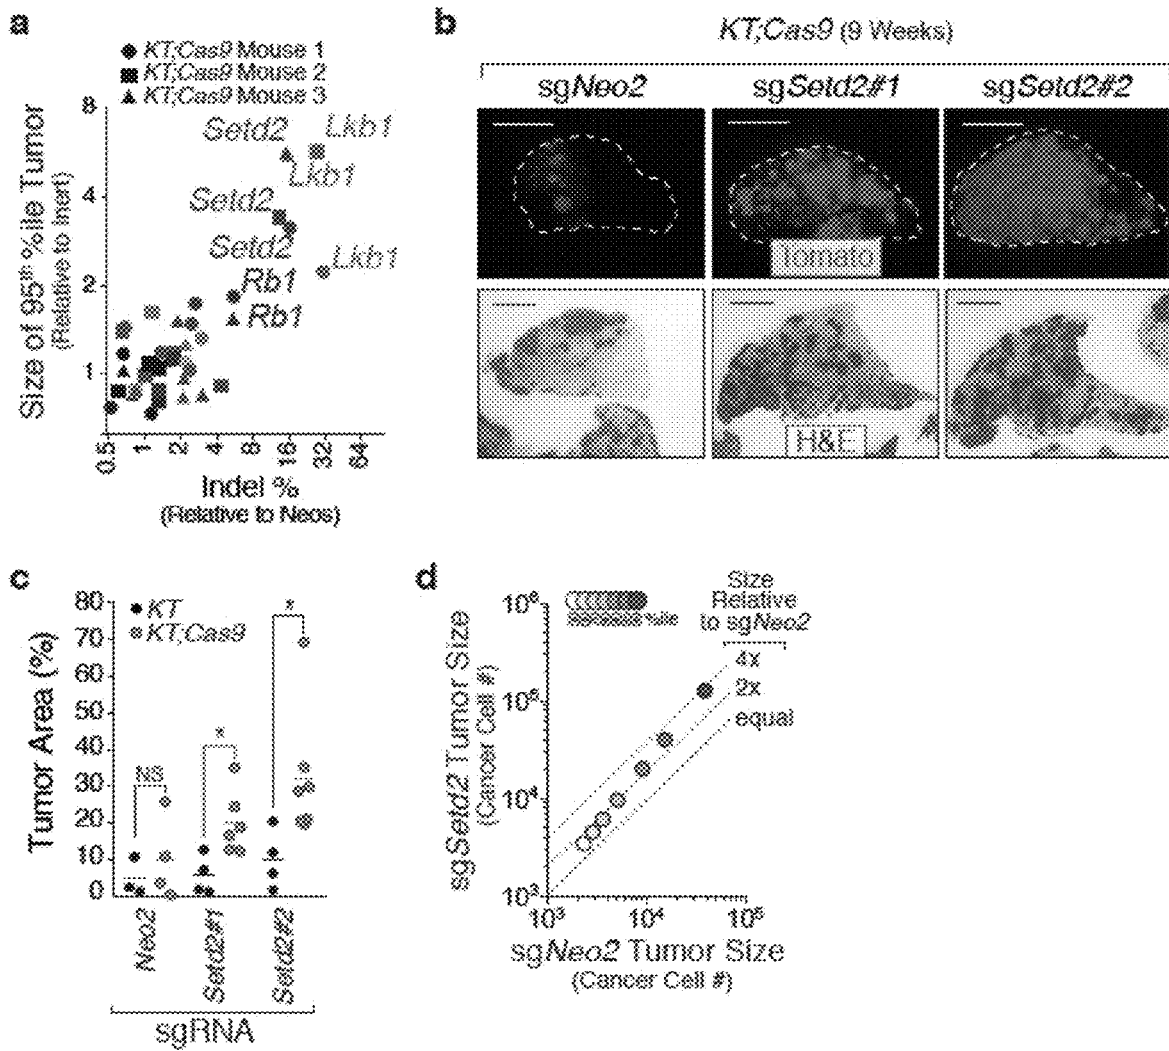 a
KT;Cas9 Mouse 1
KT;Cas9 Mouse 2
KT;Cas9 Mouse 3
Size of 95th %ile Tumor
(Relative to Inert)
8
4
2
1
Setd2
Lkb1
Lkb1
Setd2
Setd2
Lkb1
Rb1
Rb1
0.5
1
2
4
8
16
32
64
Indel %
(Relative to Neos)
b
KT;Cas9 (9 Weeks)
sgNeo2
sgSetd2#1
sgSetd2#2
Tomato
H&E
c
KT
KT;Cas9
Tumor Area (%)
80
70
60
50
40
30
20
10
0
NS
*
*
Neo2
Setd2#1
Setd2#2
sgRNA
d
%ile
Size
Relative
to sgNeo2
4x
2x
equal
sgSetd2 Tumor Size
(Cancer Cell #)
10⁶
10⁵
10⁴
10³
10³
10⁴
10⁵
sgNeo2 Tumor Size
(Cancer Cell #)